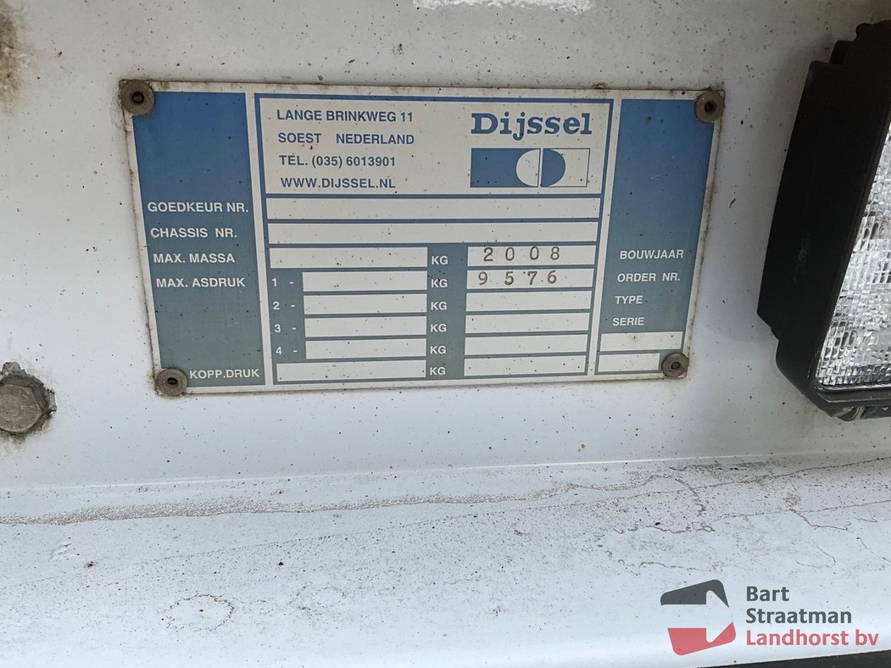 LANGE BRINKWEG 11
SOEST NEDERLAND
TEL. (035) 6013901
WWW.DIJSSEL.NL
Dijssel
GOEDKEUR NR.
CHASSIS NR.
MAX. MASSA KG 2008 BOUWJAAR
MAX. ASDRUK 1 - KG 9576 ORDER NR.
2 - KG TYPE
3 - KG SERIE
4 - KG
KOPP.DRUK KG
Bart
Straatman
Landhorst bv